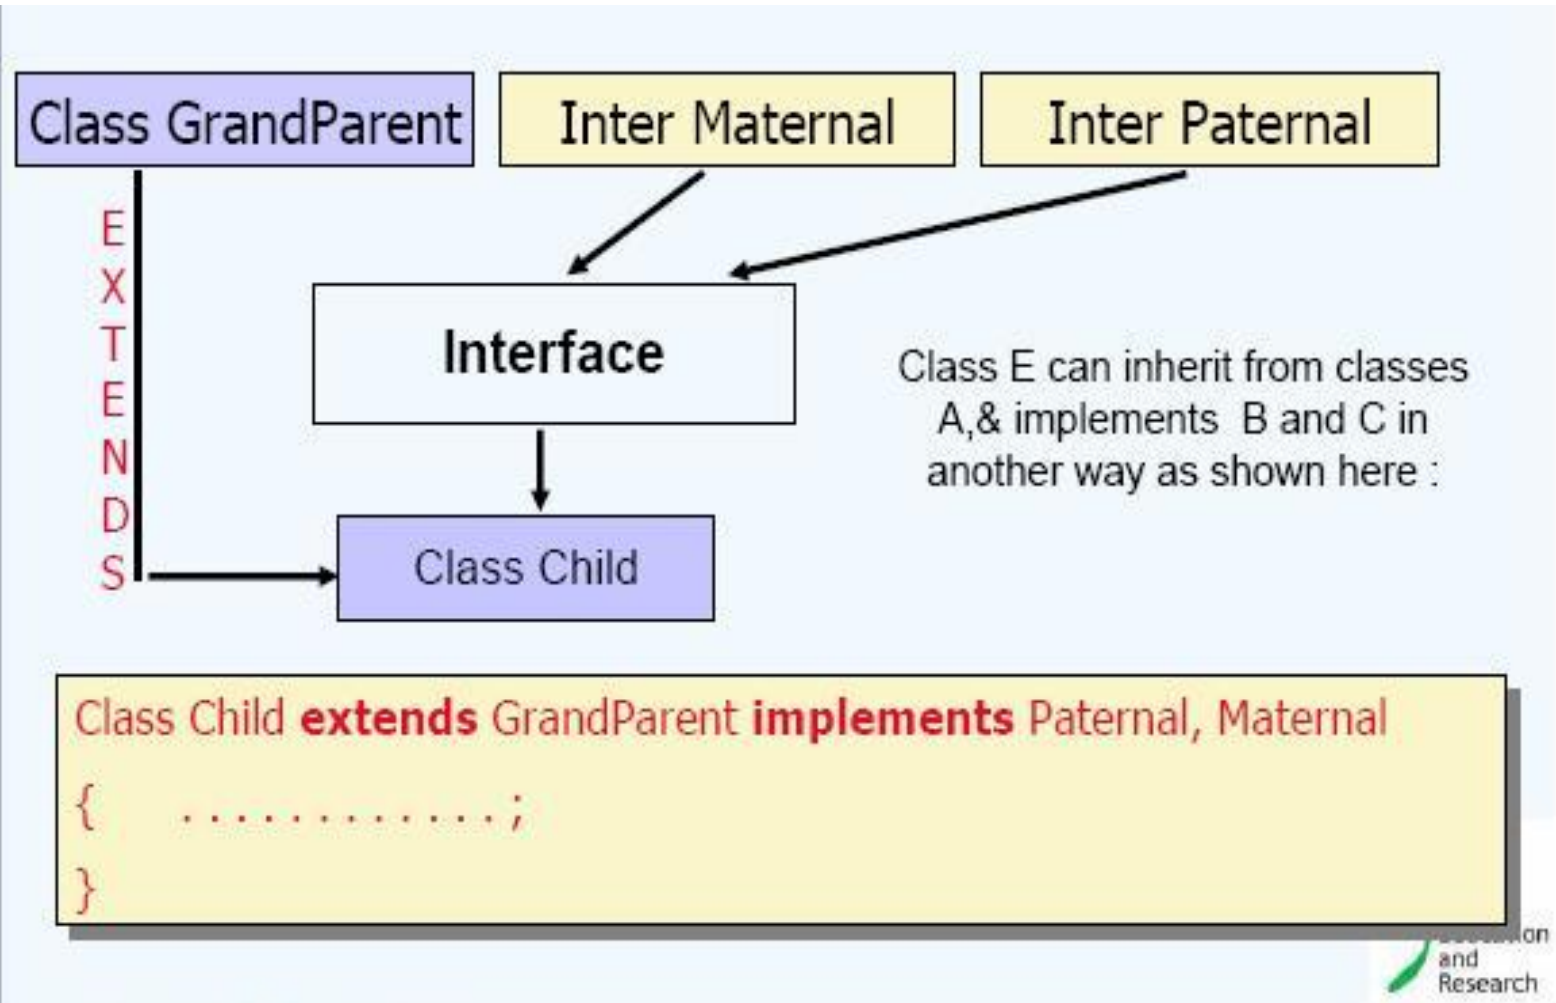 Class GrandParent
Inter Maternal
Inter Paternal
E
X
T
E
N
D
S
Interface
Class E can inherit from classes
A,& implements  B and C in
another way as shown here :
Class Child
Class Child extends GrandParent implements Paternal, Maternal
{ . . . . . . . . . . . . ;
}
and
Research